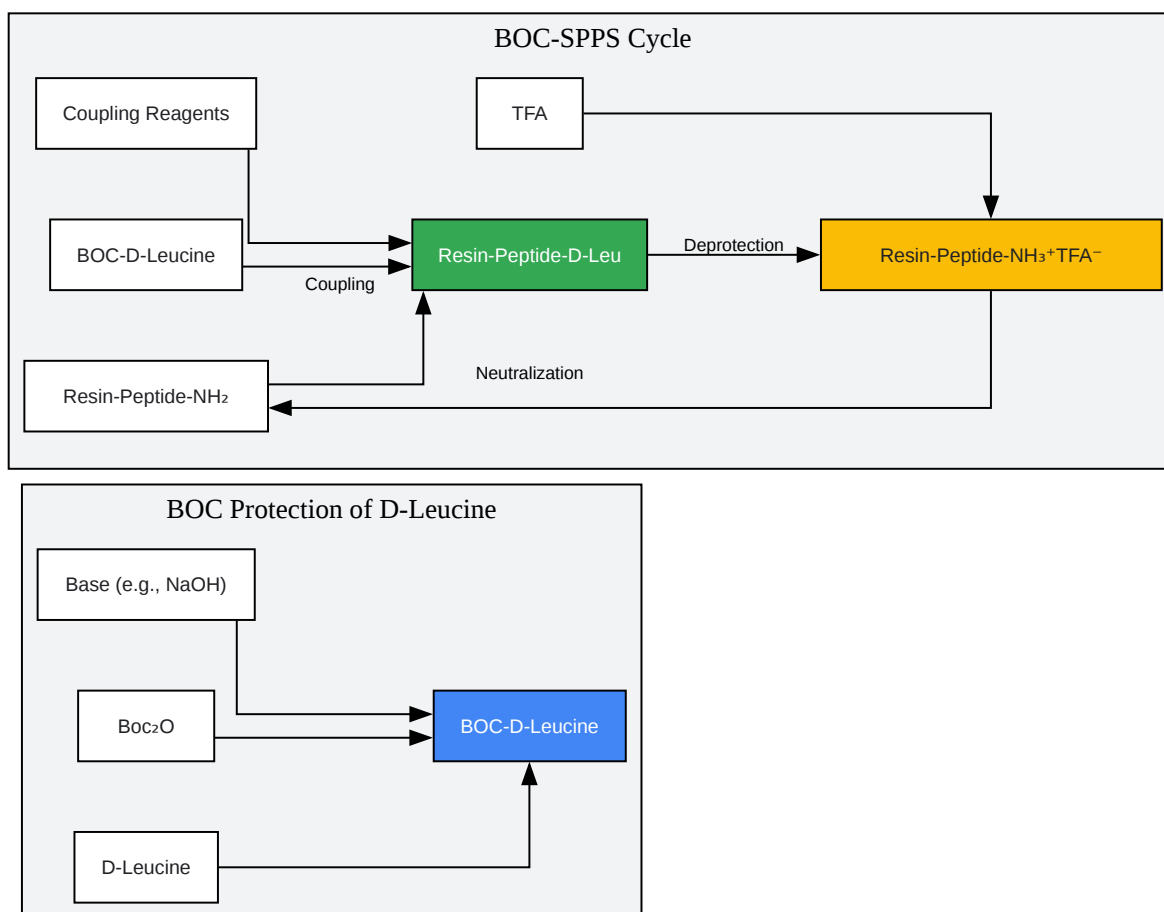 BOC-SPPS Cycle
Coupling Reagents
TFA
BOC-D-Leucine
Coupling
Resin-Peptide-D-Leu
Deprotection
Resin-Peptide-NH₃⁺TFA⁻
Resin-Peptide-NH₂
Neutralization
BOC Protection of D-Leucine
Base (e.g., NaOH)
Boc₂O
BOC-D-Leucine
D-Leucine